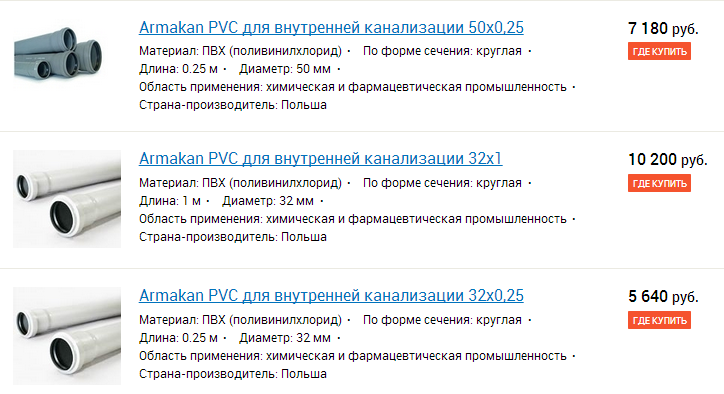 Armakan PVC для внутренней канализации 50x0,25
7 180 руб.
Материал: ПВХ (поливинилхлорид) · По форме сечения: круглая ·
ГДЕ КУПИТЬ
Длина: 0.25 м · Диаметр: 50 мм ·
Область применения: химическая и фармацевтическая промышленность ·
Страна-производитель: Польша
Armakan PVC для внутренней канализации 32x1
10 200 руб.
Материал: ПВХ (поливинилхлорид) · По форме сечения: круглая ·
ГДЕ КУПИТЬ
Длина: 1 м · Диаметр: 32 мм ·
Область применения: химическая и фармацевтическая промышленность ·
Страна-производитель: Польша
Armakan PVC для внутренней канализации 32x0,25
5 640 руб.
Материал: ПВХ (поливинилхлорид) · По форме сечения: круглая ·
ГДЕ КУПИТЬ
Длина: 0.25 м · Диаметр: 32 мм ·
Область применения: химическая и фармацевтическая промышленность ·
Страна-производитель: Польша